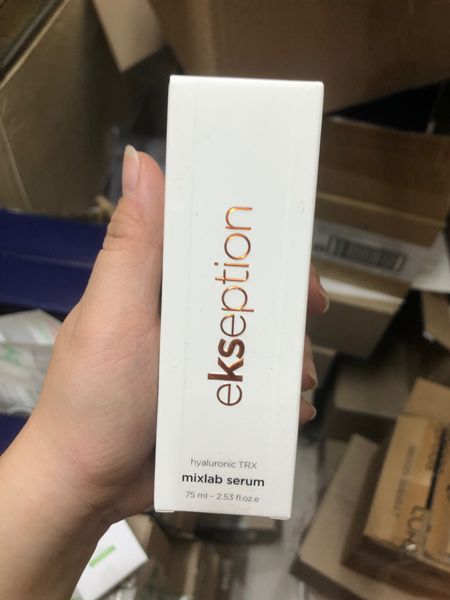 ekseption
hyaluronic TRX
mixlab serum
75 ml - 2.53 fl.oz.e